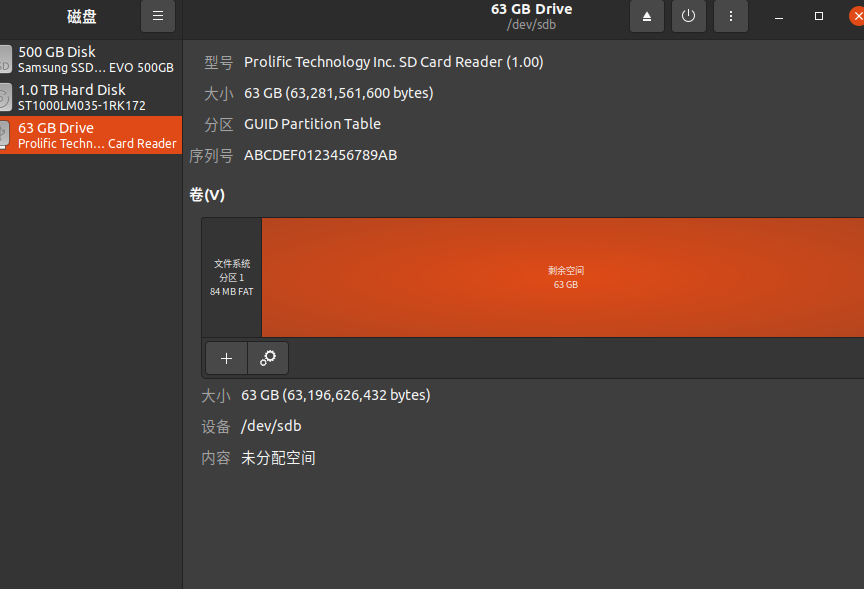 磁盘
63 GB Drive
/dev/sdb
500 GB Disk
Samsung SSD… EVO 500GB
1.0 TB Hard Disk
ST1000LM035-1RK172
63 GB Drive
Prolific Techn… Card Reader
型号 Prolific Technology Inc. SD Card Reader (1.00)
大小 63 GB (63,281,561,600 bytes)
分区 GUID Partition Table
序列号 ABCDEF0123456789AB
卷(V)
文件系统
分区 1
84 MB FAT
剩余空间
63 GB
大小 63 GB (63,196,626,432 bytes)
设备 /dev/sdb
内容 未分配空间